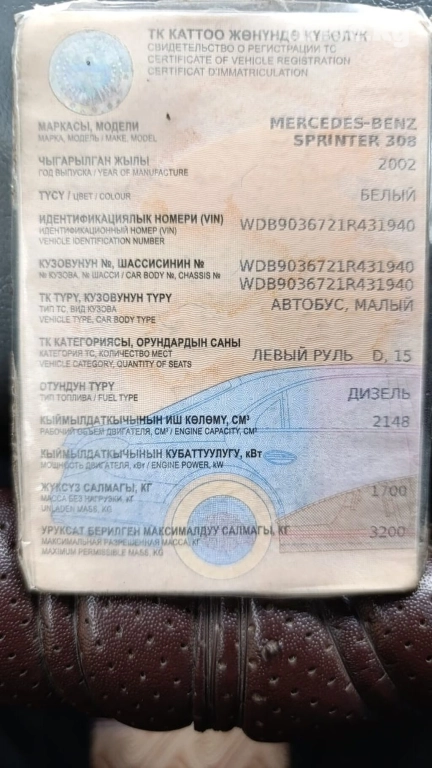 ТК КАТТОО ЖӨНҮНДӨ КҮБӨЛҮК
СВИДЕТЕЛЬСТВО О РЕГИСТРАЦИИ ТС
CERTIFICATE OF VEHICLE REGISTRATION
CERTIFICAT D'IMMATRICULATION
МАРКАСЫ, МОДЕЛИ
МАРКА, МОДЕЛЬ / MAKE, MODEL
MERCEDES-BENZ
SPRINTER 308
ЧЫГАРЫЛГАН ЖЫЛЫ
ГОД ВЫПУСКА / YEAR OF MANUFACTURE
2002
ТҮСҮ / ЦВЕТ / COLOUR
БЕЛЫЙ
ИДЕНТИФИКАЦИЯЛЫК НОМЕРИ (VIN)
ИДЕНТИФИКАЦИОННЫЙ НОМЕР (VIN)
VEHICLE IDENTIFICATION NUMBER
WDB9036721R431940
КУЗОВУНУН №, ШАССИСИНИН №
№ КУЗОВА, № ШАССИ / CAR BODY №, CHASSIS №
WDB9036721R431940
WDB9036721R431940
ТК ТҮРҮ, КУЗОВУНУН ТҮРҮ
ТИП ТС, ВИД КУЗОВА
VEHICLE TYPE, CAR BODY TYPE
АВТОБУС, МАЛЫЙ
ТК КАТЕГОРИЯСЫ, ОРУНДАРДЫН САНЫ
КАТЕГОРИЯ ТС, КОЛИЧЕСТВО МЕСТ
VEHICLE CATEGORY, QUANTITY OF SEATS
ЛЕВЫЙ РУЛЬ D, 15
ОТУНДУН ТҮРҮ
ТИП ТОПЛИВА / FUEL TYPE
ДИЗЕЛЬ
КЫЙМЫЛДАТКЫЧЫНЫН ИШ КӨЛӨМҮ, СМ³
РАБОЧИЙ ОБЪЕМ ДВИГАТЕЛЯ, СМ³ / ENGINE CAPACITY, CM³
2148
КЫЙМЫЛДАТКЫЧЫНЫН КУБАТТУУЛУГУ, кВт
МОЩНОСТЬ ДВИГАТЕЛЯ, кВт / ENGINE POWER, kW
ЖҮКСҮЗ САЛМАГЫ, КГ
МАССА БЕЗ НАГРУЗКИ, КГ
UNLADEN MASS, KG
1700
УРУКСАТ БЕРИЛГЕН МАКСИМАЛДУУ САЛМАГЫ, КГ
МАКСИМАЛЬНАЯ РАЗРЕШЕННАЯ МАССА, КГ
MAXIMUM PERMISSIBLE MASS, KG
3200